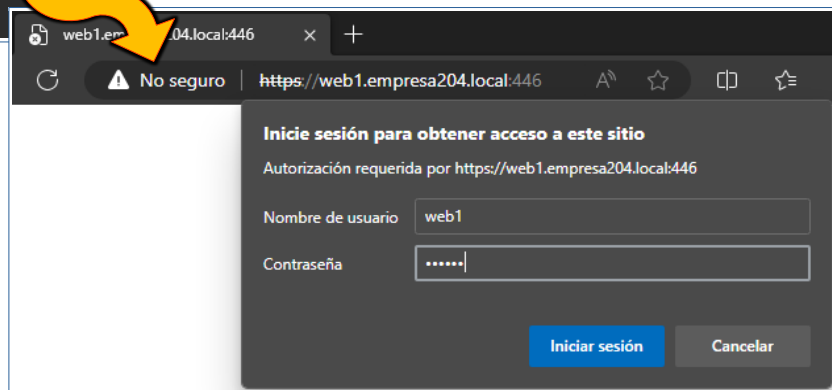 web1.em 04.local:446
No seguro https://web1.empresa204.local:446 A
Inicie sesión para obtener acceso a este sitio
Autorización requerida por https://web1.empresa204.local:446
Nombre de usuario web1
Contraseña ••••••
Iniciar sesión Cancelar